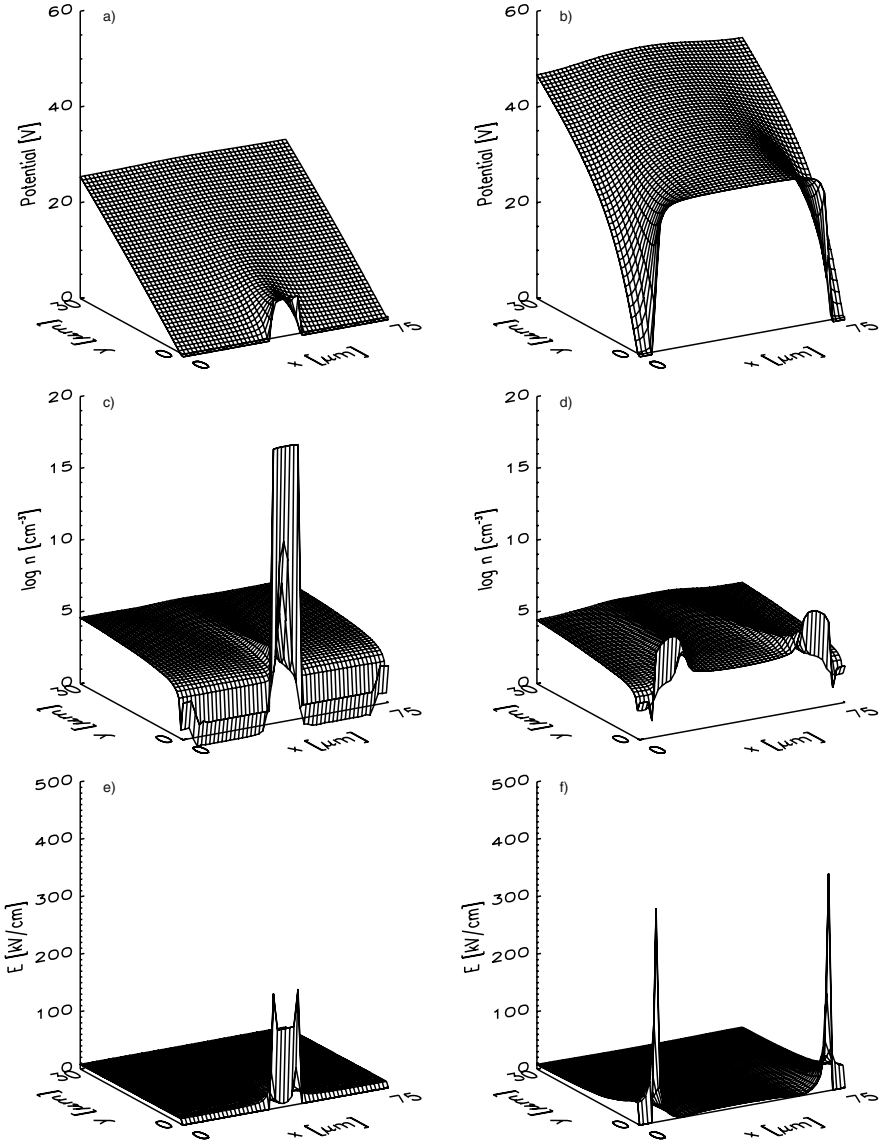 a)
60
40
20
0
Potential [V]
30
y [μm]
0
0
x [μm]
75
b)
60
40
20
0
Potential [V]
30
y [μm]
0
0
x [μm]
75
c)
20
15
10
5
0
log n [cm⁻³]
30
y [μm]
0
0
x [μm]
75
d)
20
15
10
5
0
log n [cm⁻³]
30
y [μm]
0
0
x [μm]
75
e)
500
400
300
200
100
0
E [kV/cm]
30
y [μm]
0
0
x [μm]
75
f)
500
400
300
200
100
0
E [kV/cm]
30
y [μm]
0
0
x [μm]
75